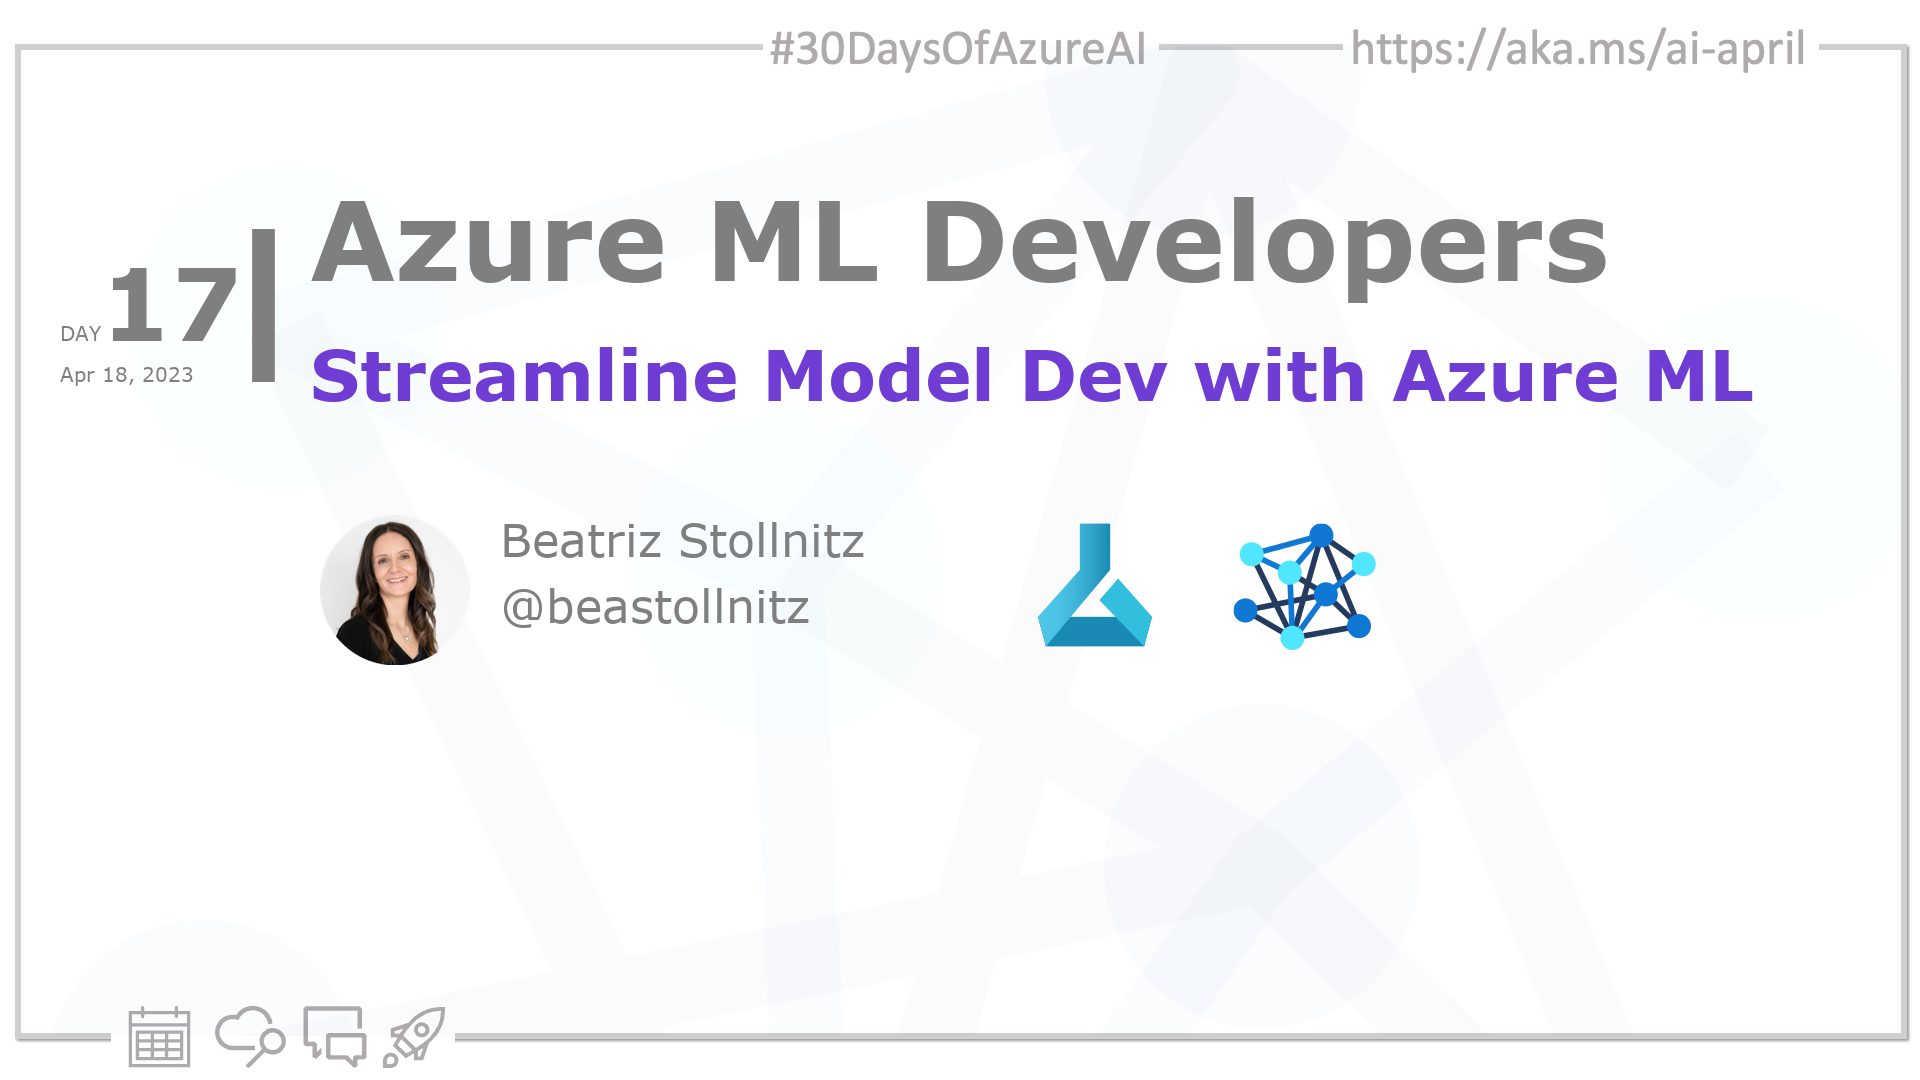 #30DaysOfAzureAI
https://aka.ms/ai-april
Azure ML Developers
DAY 17
Apr 18, 2023
Streamline Model Dev with Azure ML
Beatriz Stollnitz
@beastollnitz